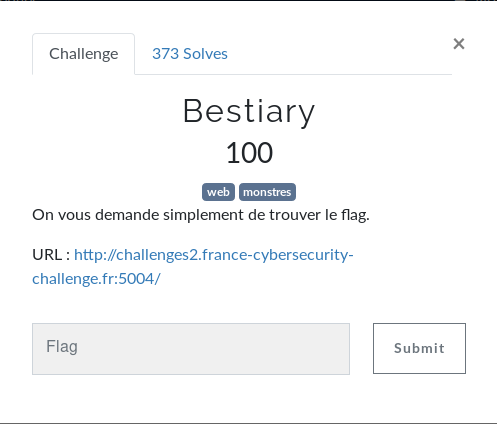 Challenge
373 Solves
×
Bestiary
100
web monstres
On vous demande simplement de trouver le flag.
URL : http://challenges2.france-cybersecurity-
challenge.fr:5004/
Flag
Submit